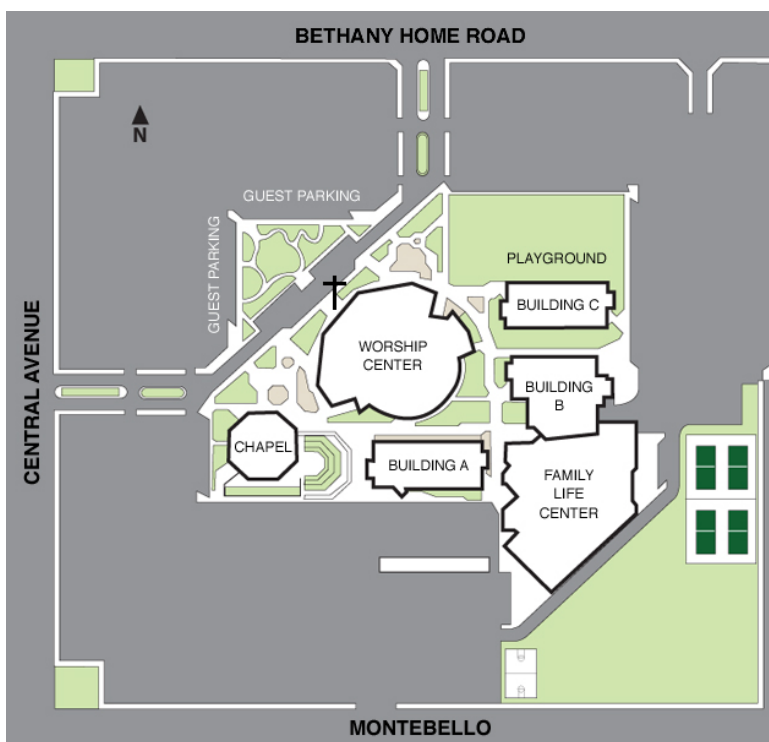 BETHANY HOME ROAD
N
GUEST PARKING
GUEST PARKING
PLAYGROUND
BUILDING C
WORSHIP
CENTER
BUILDING
B
CENTRAL AVENUE
CHAPEL
BUILDING A
FAMILY
LIFE
CENTER
MONTEBELLO